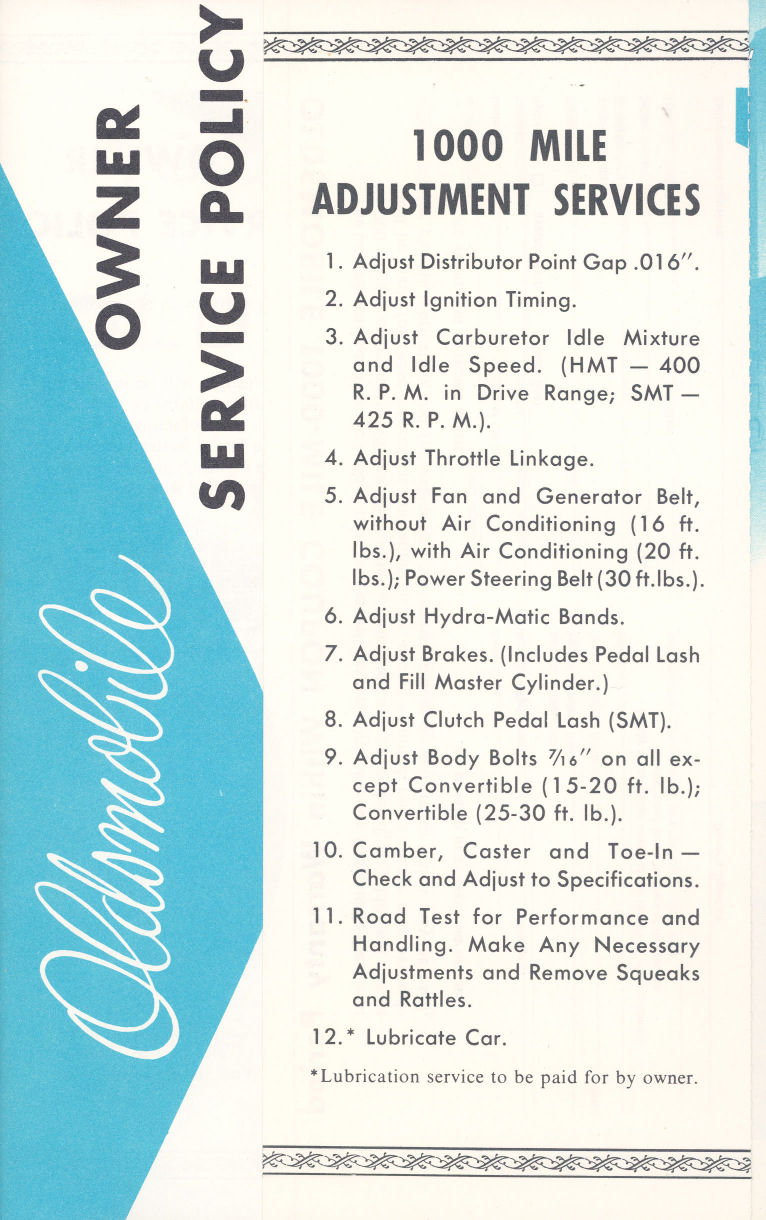 OWNER
SERVICE POLICY
Oldsmobile
1000 MILE
ADJUSTMENT SERVICES
1. Adjust Distributor Point Gap .016″.
2. Adjust Ignition Timing.
3. Adjust Carburetor Idle Mixture
and Idle Speed. (HMT — 400
R. P. M. in Drive Range; SMT —
425 R. P. M.).
4. Adjust Throttle Linkage.
5. Adjust Fan and Generator Belt,
without Air Conditioning (16 ft.
lbs.), with Air Conditioning (20 ft.
lbs.); Power Steering Belt (30 ft.lbs.).
6. Adjust Hydra-Matic Bands.
7. Adjust Brakes. (Includes Pedal Lash
and Fill Master Cylinder.)
8. Adjust Clutch Pedal Lash (SMT).
9. Adjust Body Bolts 7/16″ on all ex-
cept Convertible (15-20 ft. lb.);
Convertible (25-30 ft. lb.).
10. Camber, Caster and Toe-In —
Check and Adjust to Specifications.
11. Road Test for Performance and
Handling. Make Any Necessary
Adjustments and Remove Squeaks
and Rattles.
12.* Lubricate Car.
*Lubrication service to be paid for by owner.